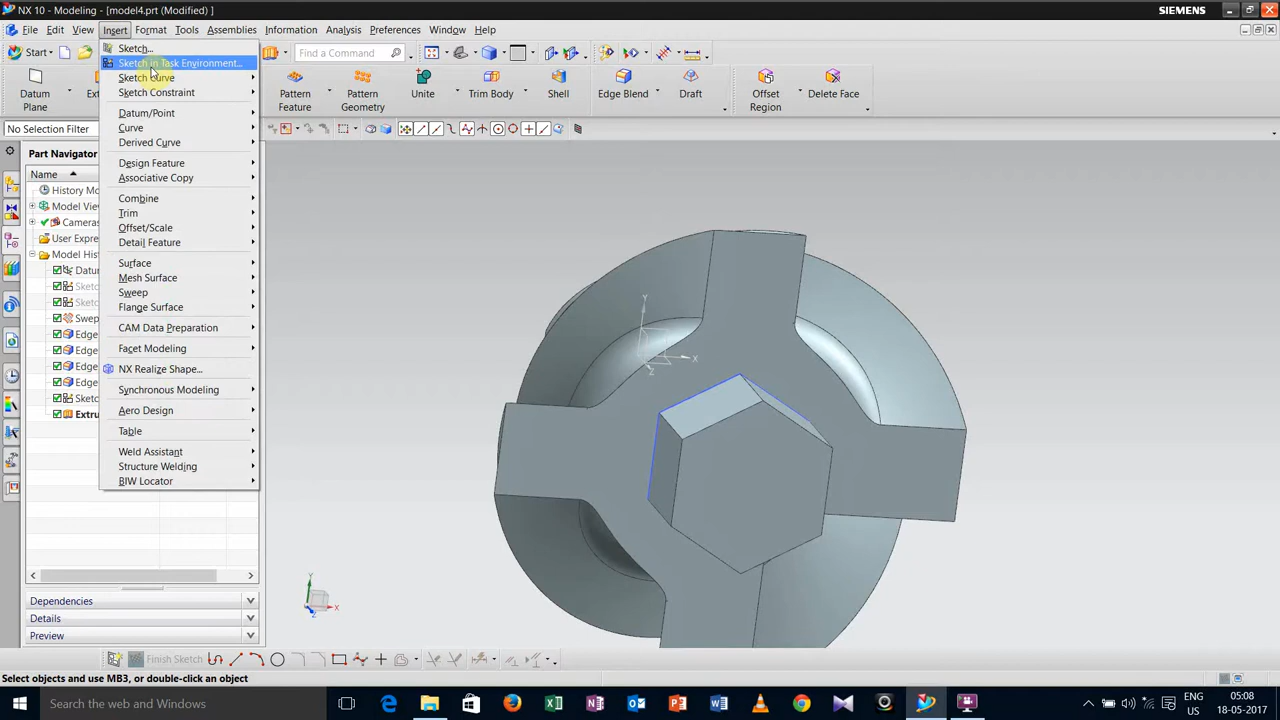 NX 10 - Modeling - [model4.prt (Modified) ]
SIEMENS
File Edit View Insert Format Tools Assemblies Information Analysis Preferences Window Help
Start
Find a Command
Sketch...
Sketch in Task Environment...
Sketch Curve
Sketch Constraint
Datum/Point
Curve
Derived Curve
Design Feature
Associative Copy
Combine
Trim
Offset/Scale
Detail Feature
Surface
Mesh Surface
Sweep
Flange Surface
CAM Data Preparation
Facet Modeling
NX Realize Shape...
Synchronous Modeling
Aero Design
Table
Weld Assistant
Structure Welding
BIW Locator
Datum
Plane
Ext
Pattern
Feature
Pattern
Geometry
Unite
Trim Body
Shell
Edge Blend
Draft
Offset
Region
Delete Face
No Selection Filter
Part Navigator
Name
History Mo
Model View
Cameras
User Expre
Model Hist
Datu
Sketc
Sketc
Swep
Edge
Edge
Edge
Edge
Sketc
Extru
Y
X
Z
Y
X
Z
Dependencies
Details
Preview
Finish Sketch
Select objects and use MB3, or double-click an object
Search the web and Windows
ENG
US
05:08
18-05-2017